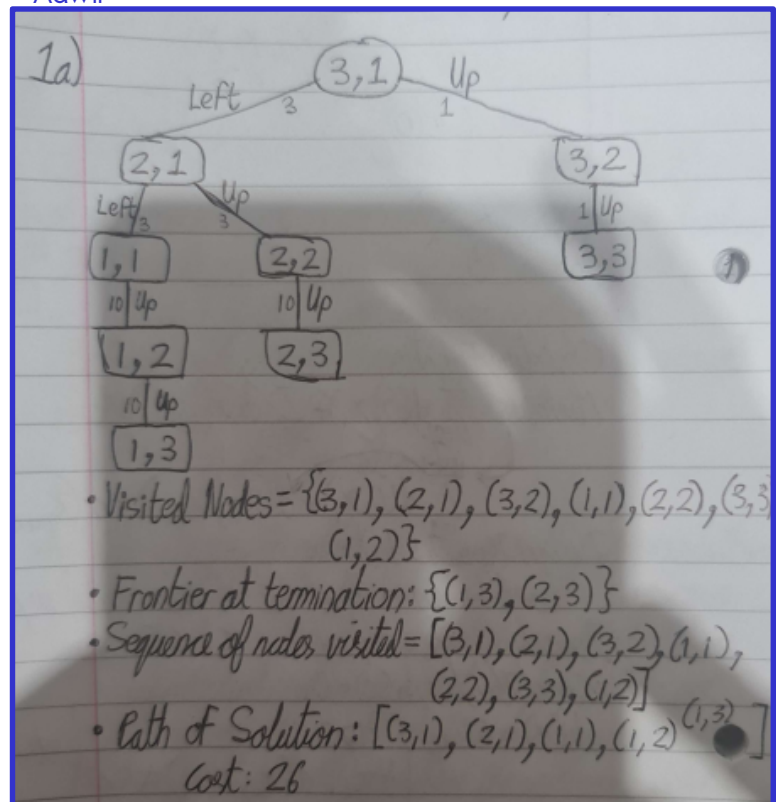 1a)
3,1
Left 3
Up 1
2,1
3,2
Left 3
Up 3
1 Up
1,1
2,2
3,3
10 Up
10 Up
1,2
2,3
10 Up
1,3
• Visited Nodes = {(3,1), (2,1), (3,2), (1,1), (2,2), (3,3)
(1,2)}
• Frontier at termination: {(1,3), (2,3)}
• Sequence of nodes visited = [(3,1), (2,1), (3,2), (1,1),
(2,2), (3,3), (1,2)]
• Path of Solution: [(3,1), (2,1), (1,1), (1,2) (1,3) ]
Cost: 26